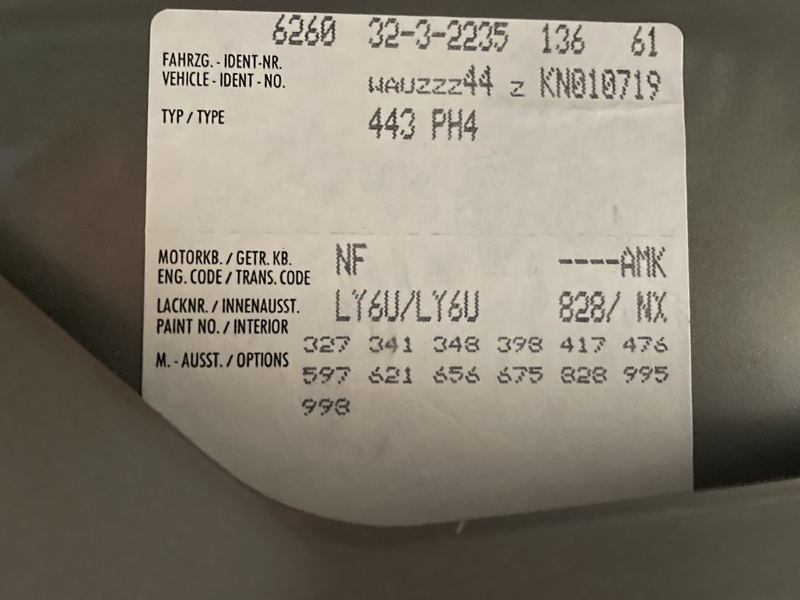 6260 32-3-2235 136 61
FAHRZG. - IDENT-NR.
VEHICLE - IDENT - NO. WAUZZZ44 Z KN010719
TYP / TYPE 443 PH4
MOTORKB. / GETR. KB. NF ----AMK
ENG. CODE / TRANS. CODE
LACKNR. / INNENAUSST. LY6U/LY6U 828/ NX
PAINT NO. / INTERIOR
327 341 348 398 417 476
M. - AUSST. / OPTIONS
597 621 656 675 828 995
998